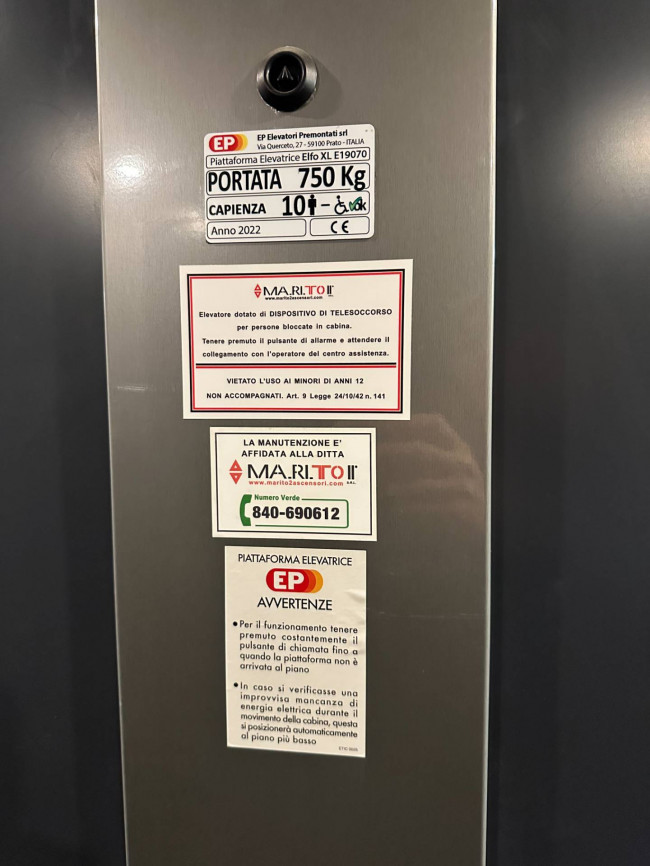 EP
EP Elevatori Premontati srl
Via Querceto, 27 - 59100 Prato - ITALIA
Piattaforma Elevatrice Elfo XL E19070
PORTATA 750 Kg
CAPIENZA 10 - ok
Anno 2022 CE
MA.RI.TO II
www.marito2ascensori.com
Elevatore dotato di DISPOSITIVO DI TELESOCCORSO
per persone bloccate in cabina.
Tenere premuto il pulsante di allarme e attendere il
collegamento con l'operatore del centro assistenza.
VIETATO L'USO AI MINORI DI ANNI 12
NON ACCOMPAGNATI. Art. 9 Legge 24/10/42 n. 141
LA MANUTENZIONE E'
AFFIDATA ALLA DITTA
MA.RI.TO II s.r.l.
www.marito2ascensori.com
Numero Verde
840-690612
PIATTAFORMA ELEVATRICE
EP
AVVERTENZE
• Per il funzionamento tenere
premuto costantemente il
pulsante di chiamata fino a
quando la piattaforma non è
arrivata al piano
• In caso si verificasse una
improvvisa mancanza di
energia elettrica durante il
movimento della cabina, questa
si posizionerà automaticamente
al piano più basso